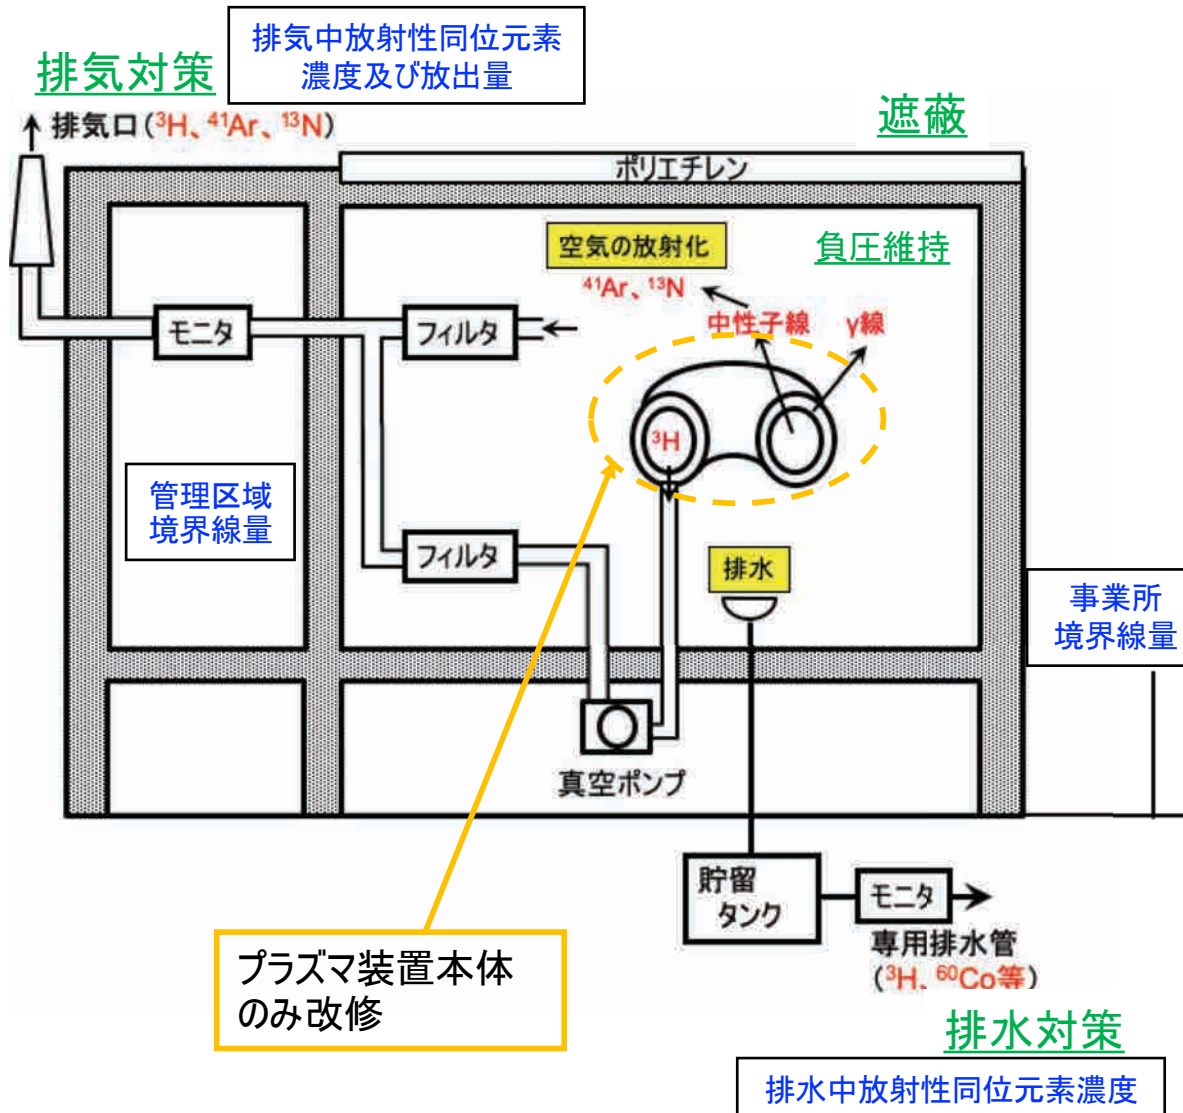 排気対策
排気中放射性同位元素
濃度及び放出量
排気口(³H、⁴¹Ar、¹³N)
遮蔽
ポリエチレン
空気の放射化
⁴¹Ar、¹³N
負圧維持
中性子線
γ線
モニタ
フィルタ
³H
管理区域
境界線量
フィルタ
排水
事業所
境界線量
真空ポンプ
貯留
タンク
モニタ
専用排水管
(³H、⁶⁰Co等)
プラズマ装置本体
のみ改修
排水対策
排水中放射性同位元素濃度